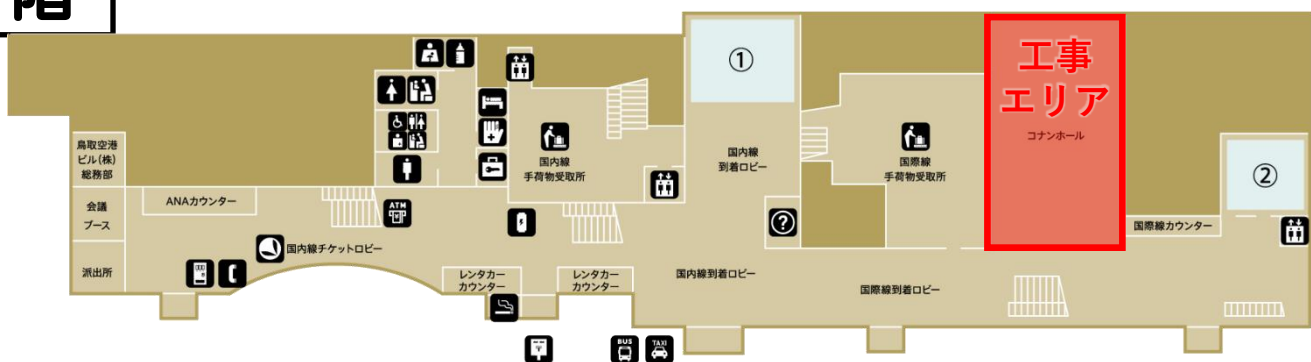 階
工事
エリア
コナンホール
①
②
鳥取空港
ビル(株)
総務部
会議
ブース
派出所
ANAカウンター
国内線チケットロビー
ATM
国内線
手荷物受取所
国内線
到着ロビー
国際線
手荷物受取所
国際線カウンター
?
レンタカー
カウンター
レンタカー
カウンター
国内線到着ロビー
国際線到着ロビー
BUS
TAXI